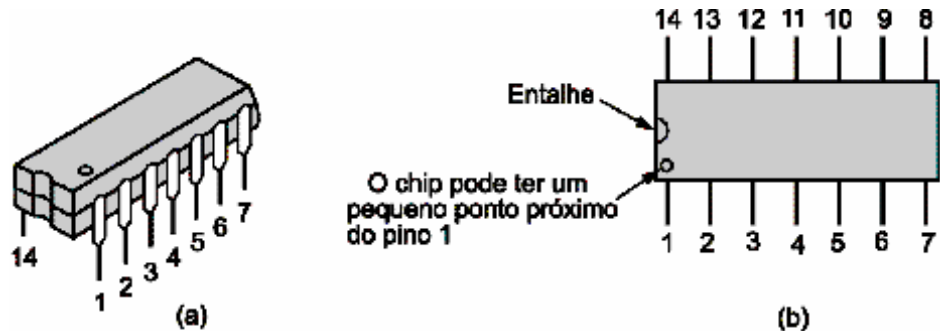 14
1
2
3
4
5
6
7
(a)
14 13 12 11 10 9 8
Entalhe
O chip pode ter um
pequeno ponto próximo
do pino 1
1 2 3 4 5 6 7
(b)